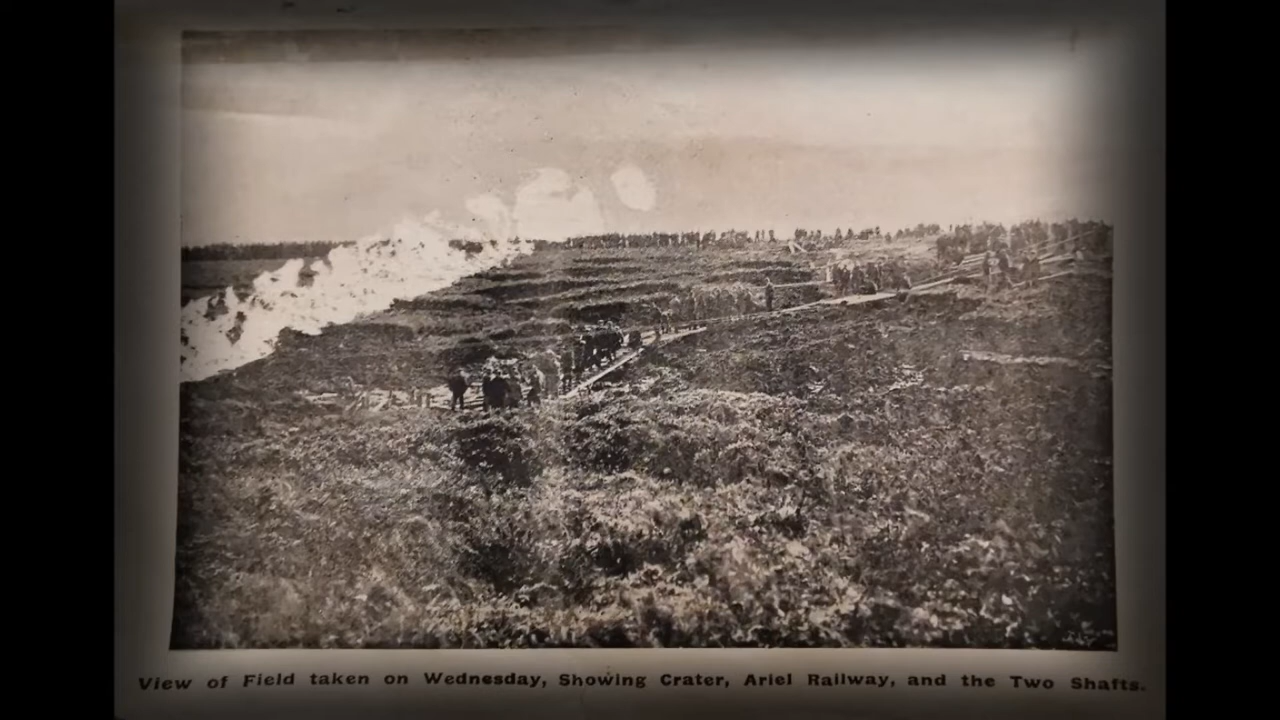 View of Field taken on Wednesday, Showing Crater, Ariel Railway, and the Two Shafts.